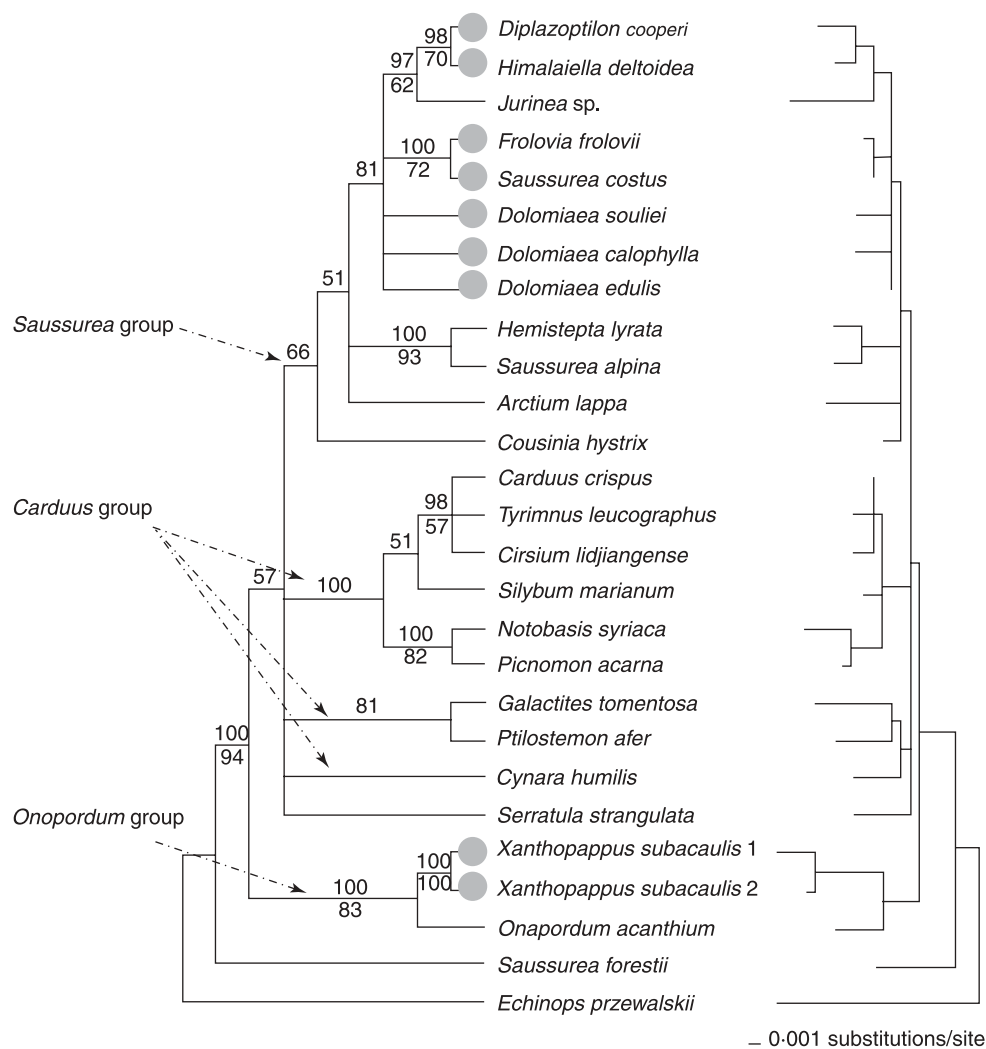 Diplazoptilon cooperi
98
70
Himalaiella deltoidea
97
62
Jurinea sp.
Frolovia frolovii
100
72
Saussurea costus
81
Dolomiaea souliei
Dolomiaea calophylla
Dolomiaea edulis
51
Saussurea group
Hemistepta lyrata
100
93
66
Saussurea alpina
Arctium lappa
Cousinia hystrix
Carduus crispus
Carduus group
98
57
Tyrimnus leucographus
51
Cirsium lidjiangense
57
100
Silybum marianum
Notobasis syriaca
100
82
Picnomon acarna
81
Galactites tomentosa
100
94
Ptilostemon afer
Cynara humilis
Onopordum group
Serratula strangulata
Xanthopappus subacaulis 1
100
100
Xanthopappus subacaulis 2
100
83
Onapordum acanthium
Saussurea forestii
Echinops przewalskii
0·001 substitutions/site